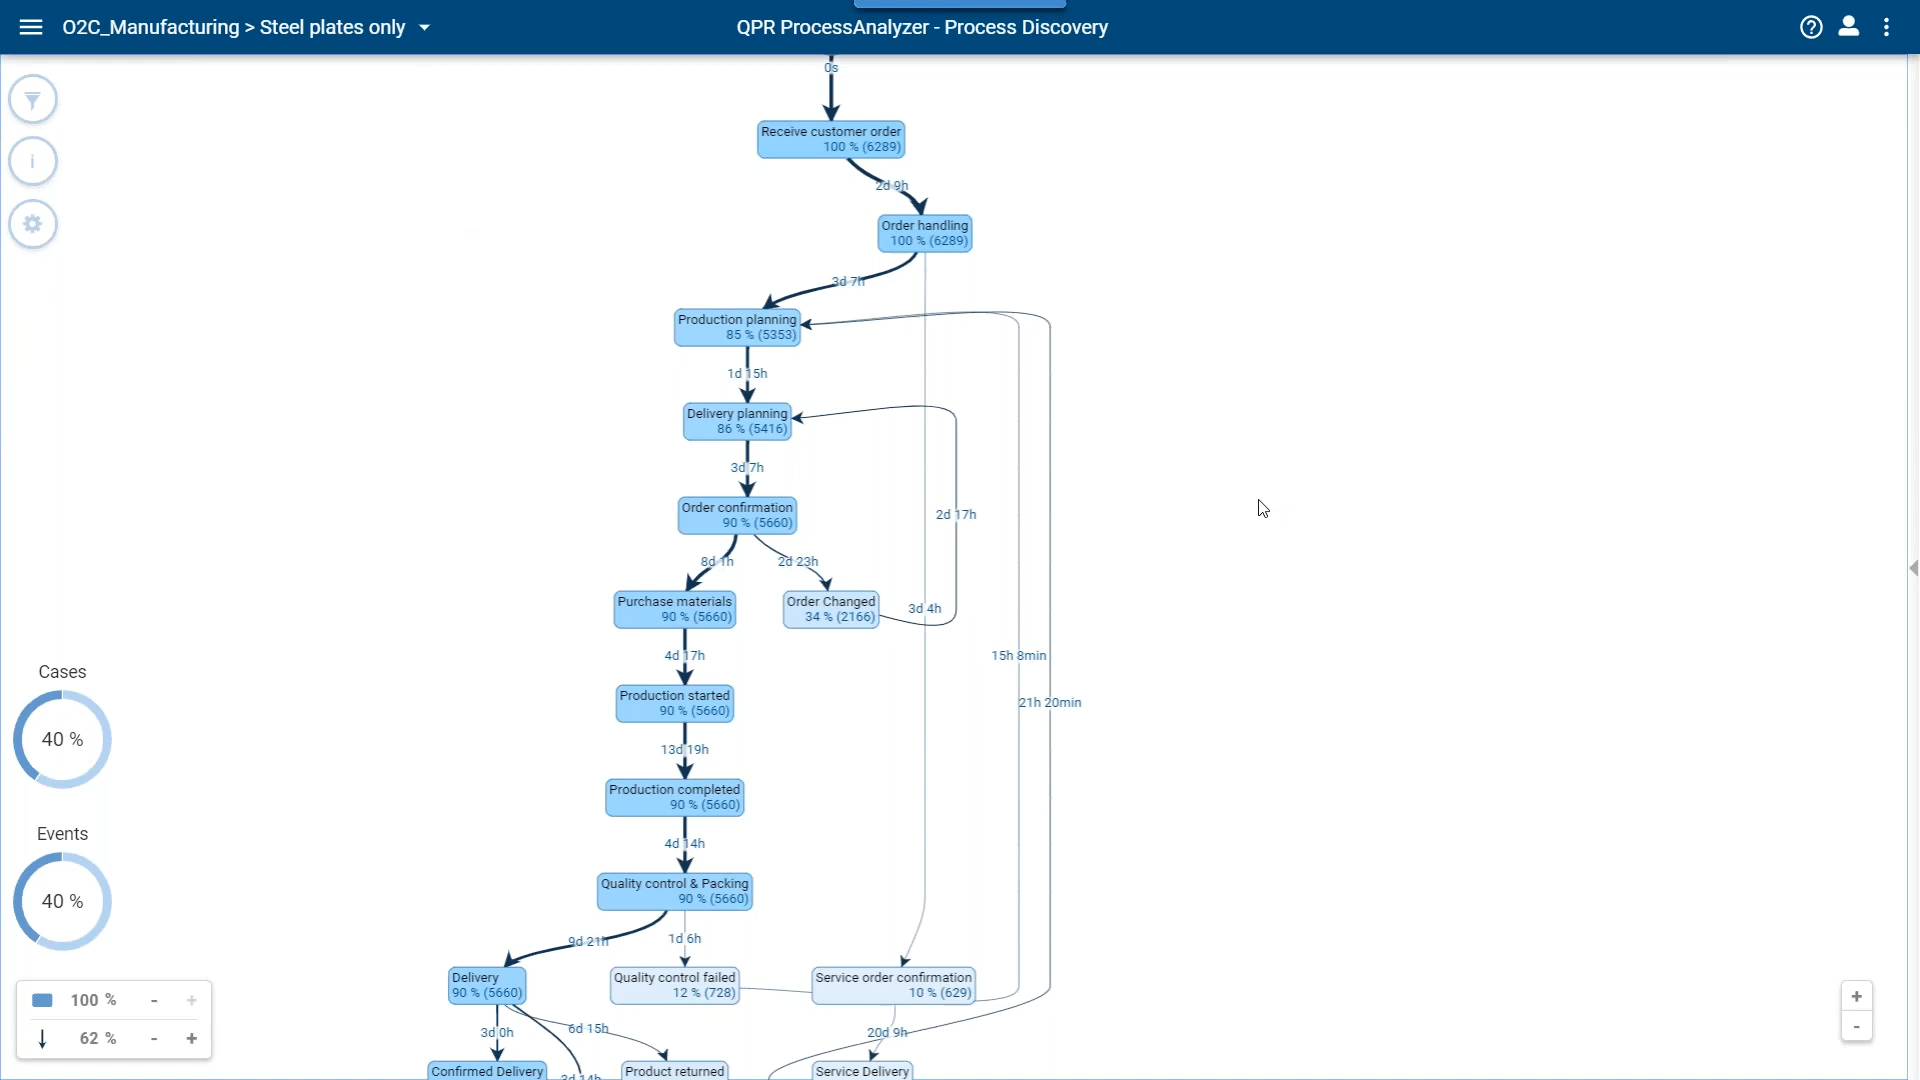 O2C_Manufacturing > Steel plates only
QPR ProcessAnalyzer - Process Discovery
0s
Receive customer order
100 % (6289)
2d 9h
Order handling
100 % (6289)
3d 7h
Production planning
85 % (5353)
1d 15h
Delivery planning
86 % (5416)
3d 7h
Order confirmation
90 % (5660)
2d 17h
8d 1h
2d 23h
Purchase materials
90 % (5660)
Order Changed
34 % (2166)
3d 4h
4d 17h
15h 8min
Production started
90 % (5660)
21h 20min
13d 19h
Production completed
90 % (5660)
4d 14h
Quality control & Packing
90 % (5660)
9d 21h
1d 6h
Delivery
90 % (5660)
Quality control failed
12 % (728)
Service order confirmation
10 % (629)
3d 0h
6d 15h
20d 9h
Confirmed Delivery
3d 14h
Product returned
Service Delivery
Cases
40 %
Events
40 %
100 % - +
62 % - +
+
-